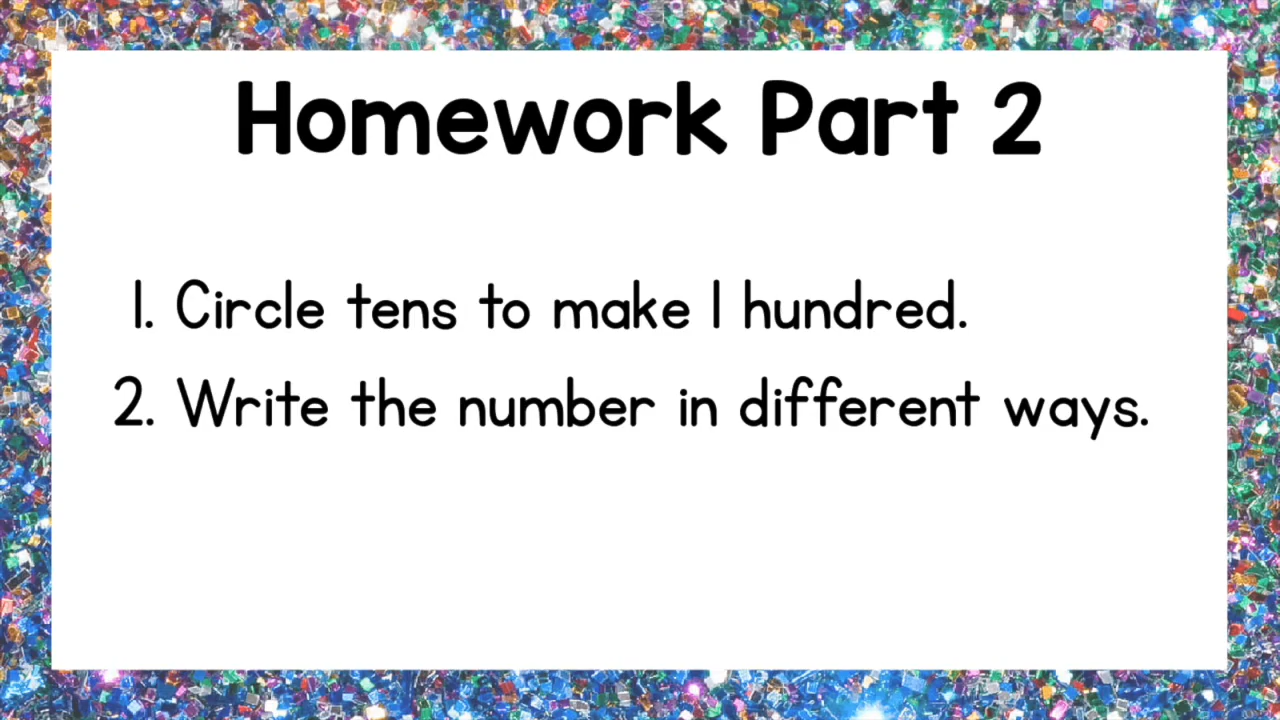 Homework Part 2
1. Circle tens to make 1 hundred.
2. Write the number in different ways.